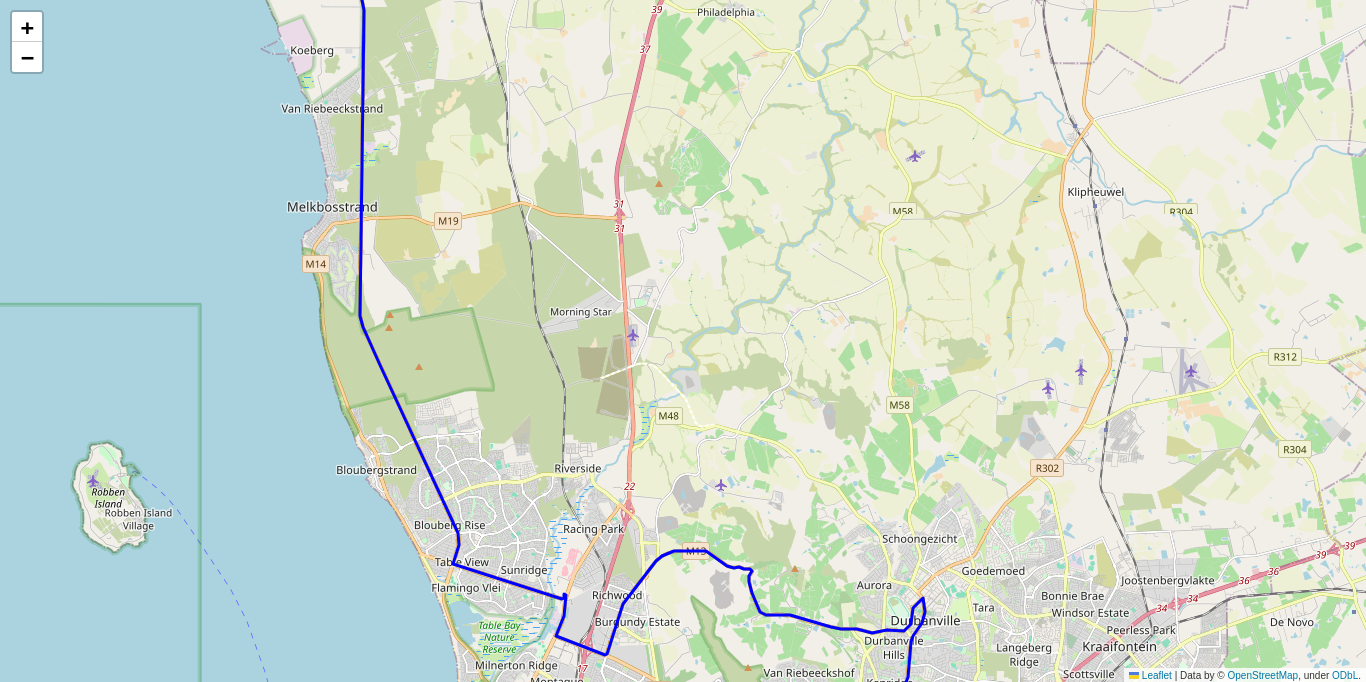 +
−
39
Philadelphia
37
Koeberg
Van Riebeeckstrand
Klipheuwel
31
Melkbosstrand
M58
R304
M19
31
M14
Morning Star
R312
M58
M48
R304
Bloubergstrand
Riverside
R302
22
Robben
Island
Robben Island
Village
Blouberg Rise
Racing Park
Schoongezicht
39
M13
Table View
Sunridge
Goedemoed
36
36
Joostenbergvlakte
Flamingo Vlei
Richwood
Aurora
Bonnie Brae
34
34
Tara
Windsor Estate
Table Bay
Nature
Reserve
Burgundy Estate
Durbanville
De Novo
Peerless Park
Durbanville
Hills
Langeberg
Ridge
Kraaifontein
Milnerton Ridge
17
Van Riebeeckshof
Scottsville
Montague
Kenridge
Leaflet | Data by © OpenStreetMap, under ODbL.